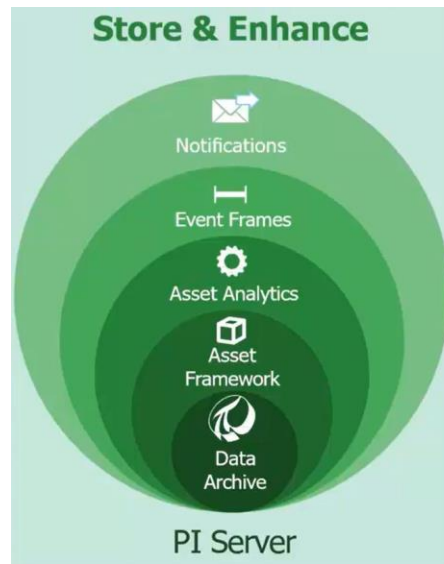 Store & Enhance
Notifications
Event Frames
Asset Analytics
Asset
Framework
Data
Archive
PI Server